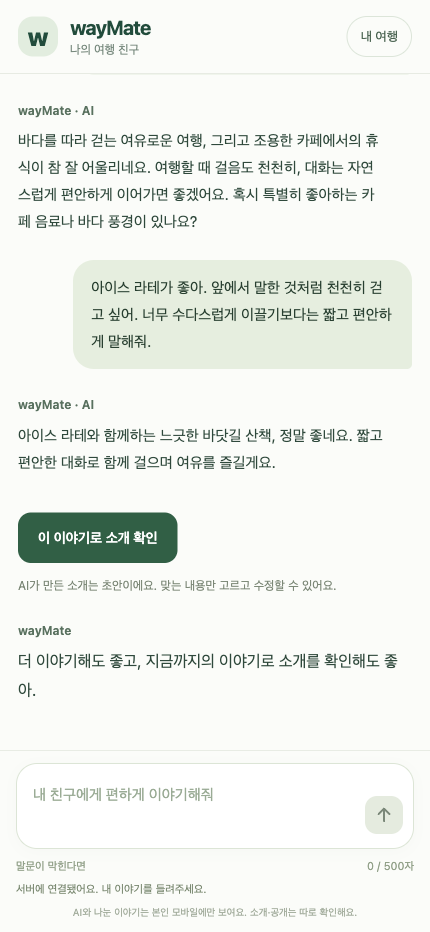 w
wayMate
나의 여행 친구
내 여행
wayMate · AI
바다를 따라 걷는 여유로운 여행, 그리고 조용한 카페에서의 휴
식이 참 잘 어울리네요. 여행할 때 걸음도 천천히, 대화는 자연
스럽게 편안하게 이어가면 좋겠어요. 혹시 특별히 좋아하는 카
페 음료나 바다 풍경이 있나요?
아이스 라테가 좋아. 앞에서 말한 것처럼 천천히 걷
고 싶어. 너무 수다스럽게 이끌기보다는 짧고 편안하
게 말해줘.
wayMate · AI
아이스 라테와 함께하는 느긋한 바닷길 산책, 정말 좋네요. 짧고
편안한 대화로 함께 걸으며 여유를 즐길게요.
이 이야기로 소개 확인
AI가 만든 소개는 초안이에요. 맞는 내용만 고르고 수정할 수 있어요.
wayMate
더 이야기해도 좋고, 지금까지의 이야기로 소개를 확인해도 좋
아.
내 친구에게 편하게 이야기해줘
말문이 막힌다면
0 / 500자
서버에 연결됐어요. 내 이야기를 들려주세요.
AI와 나눈 이야기는 본인 모바일에만 보여요. 소개·공개는 따로 확인해요.